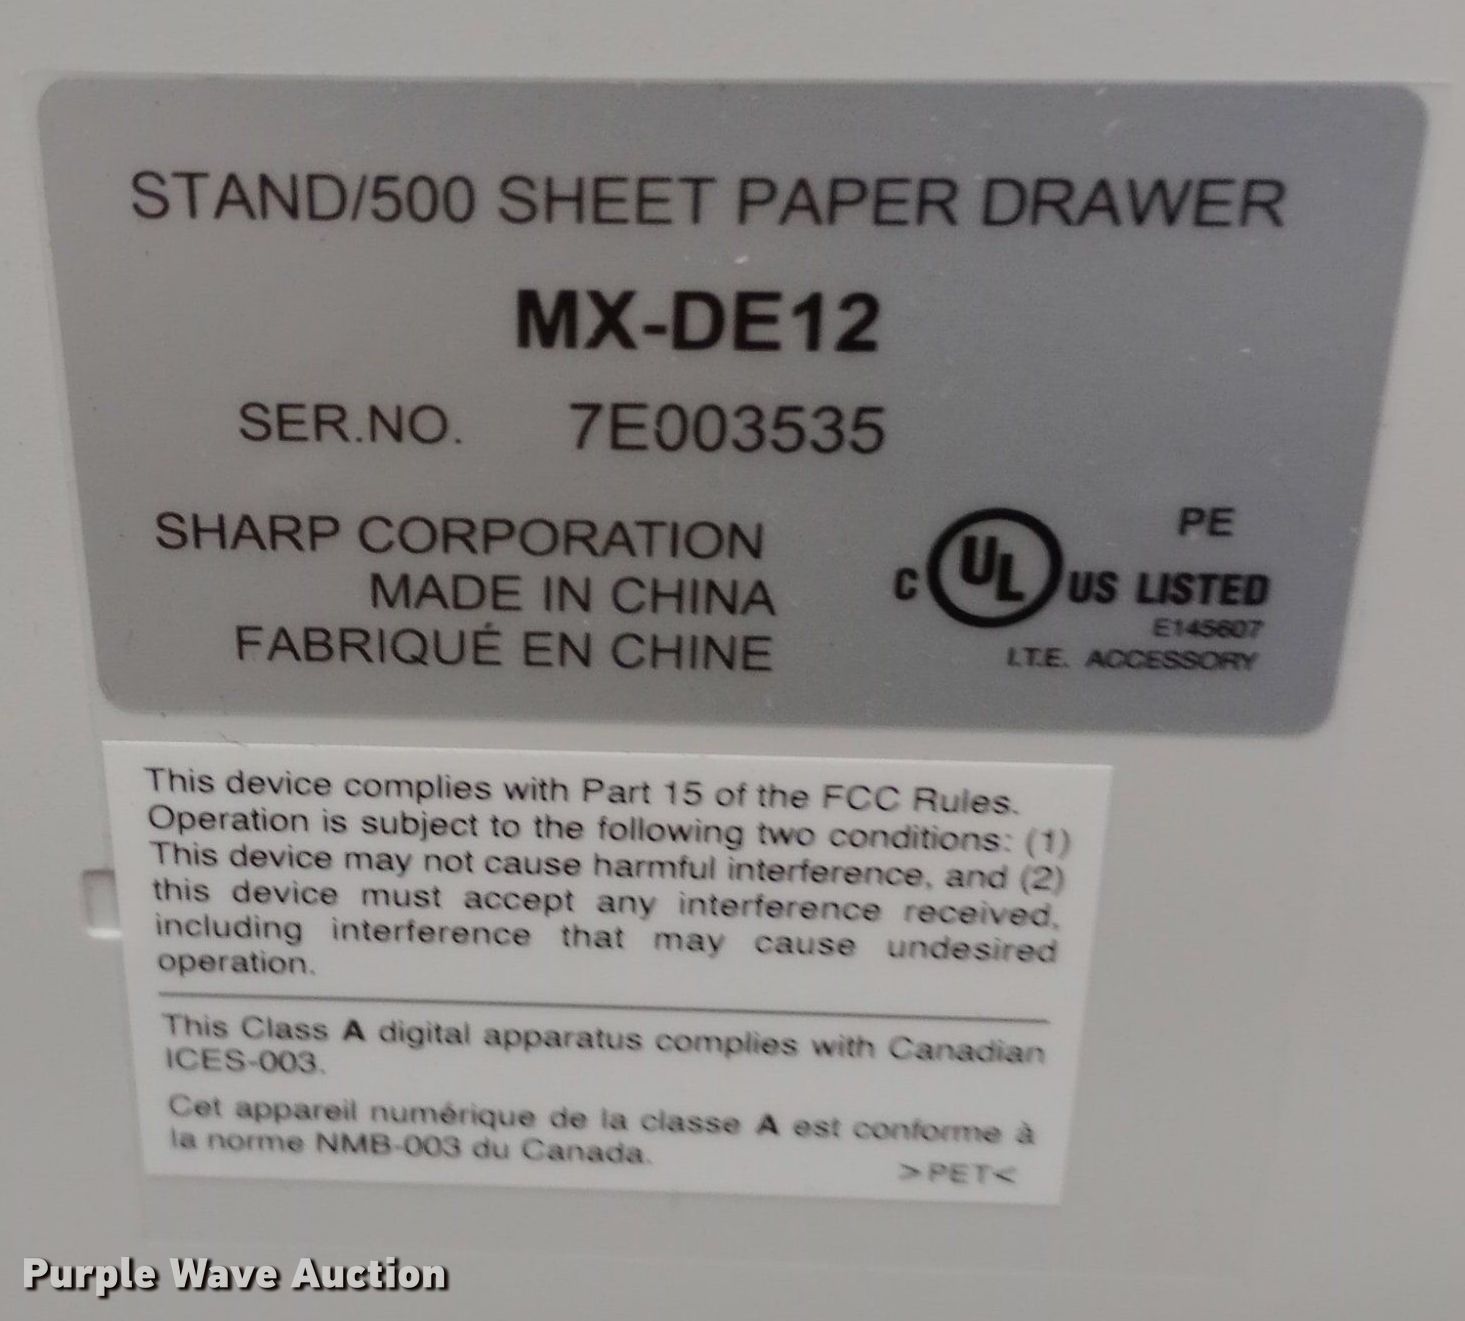 STAND/500 SHEET PAPER DRAWER
MX-DE12
SER.NO. 7E003535
SHARP CORPORATION
MADE IN CHINA
FABRIQUÉ EN CHINE
PE
C UL US LISTED
E145607
I.T.E. ACCESSORY
This device complies with Part 15 of the FCC Rules.
Operation is subject to the following two conditions: (1)
This device may not cause harmful interference, and (2)
this device must accept any interference received,
including interference that may cause undesired
operation.
This Class A digital apparatus complies with Canadian
ICES-003.
Cet appareil numérique de la classe A est conforme à
la norme NMB-003 du Canada.
>PET<
Purple Wave Auction